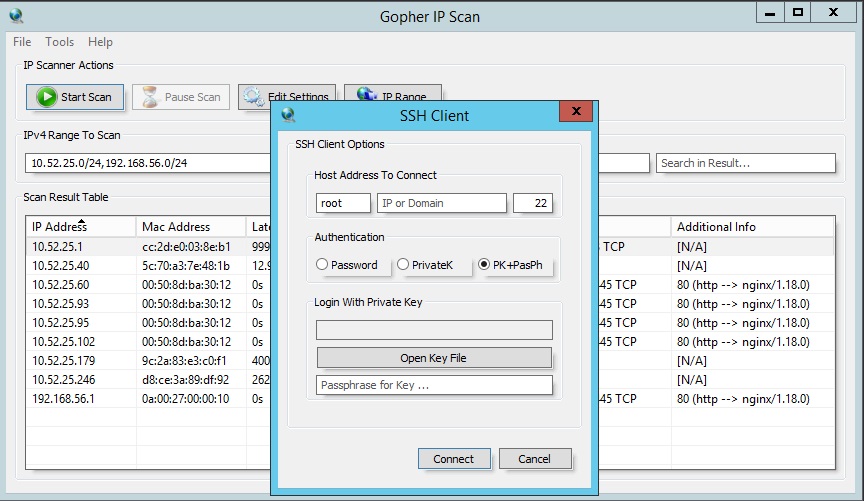 Gopher IP Scan
X
File Tools Help
IP Scanner Actions
Start Scan Pause Scan Edit Settings IP Range
IPv4 Range To Scan
10.52.25.0/24,192.168.56.0/24 Search in Result...
Scan Result Table
IP Address Mac Address Late Additional Info
10.52.25.1 cc:2d:e0:03:8e:b1 999 TCP [N/A]
10.52.25.40 5c:70:a3:7e:48:1b 12.9 [N/A]
10.52.25.60 00:50:8d:ba:30:12 0s 45 TCP 80 (http --> nginx/1.18.0)
10.52.25.93 00:50:8d:ba:30:12 0s 45 TCP 80 (http --> nginx/1.18.0)
10.52.25.95 00:50:8d:ba:30:12 0s 45 TCP 80 (http --> nginx/1.18.0)
10.52.25.102 00:50:8d:ba:30:12 0s 45 TCP 80 (http --> nginx/1.18.0)
10.52.25.179 9c:2a:83:e3:c0:f1 400 [N/A]
10.52.25.246 d8:ce:3a:89:df:92 262 [N/A]
192.168.56.1 0a:00:27:00:00:10 0s 45 TCP 80 (http --> nginx/1.18.0)
SSH Client
X
SSH Client Options
Host Address To Connect
root IP or Domain 22
Authentication
Password PrivateK PK+PasPh
Login With Private Key
Open Key File
Passphrase for Key ...
Connect Cancel